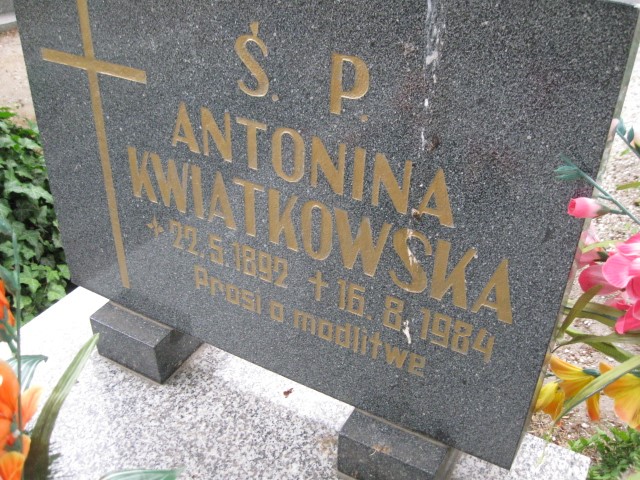 Ś. P.
ANTONINA
KWIATKOWSKA
* 22. 5. 1892 † 16. 8. 1984
Prosi o modlitwę